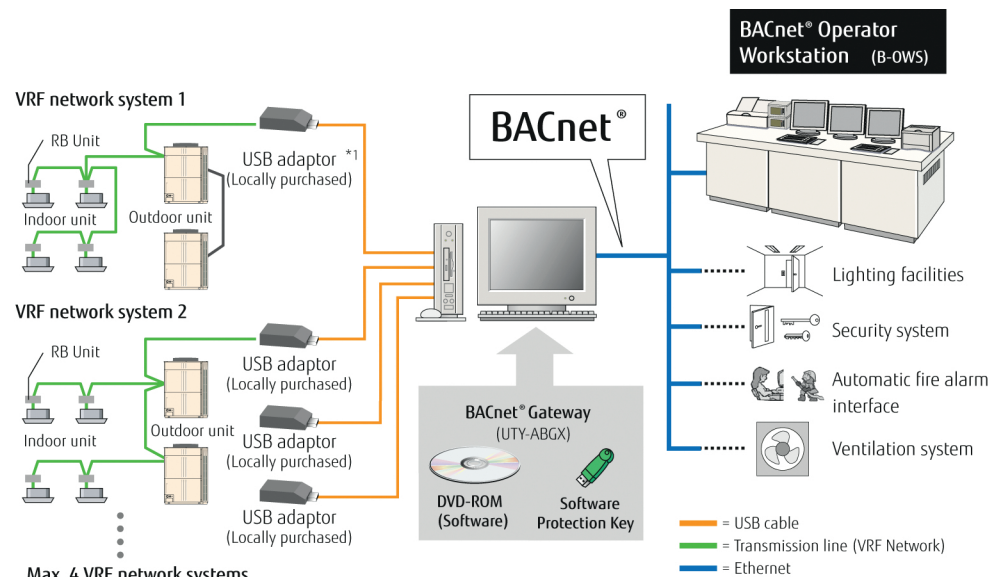 BACnet® Operator
Workstation (B-OWS)
VRF network system 1
RB Unit
Indoor unit
Outdoor unit
USB adaptor *1
(Locally purchased)
BACnet®
VRF network system 2
RB Unit
Indoor unit
Outdoor unit
USB adaptor
(Locally purchased)
USB adaptor
(Locally purchased)
USB adaptor
(Locally purchased)
Max. 4 VRF network systems
BACnet® Gateway
(UTY-ABGX)
DVD-ROM
(Software)
Software
Protection Key
Lighting facilities
Security system
Automatic fire alarm
interface
Ventilation system
= USB cable
= Transmission line (VRF Network)
= Ethernet